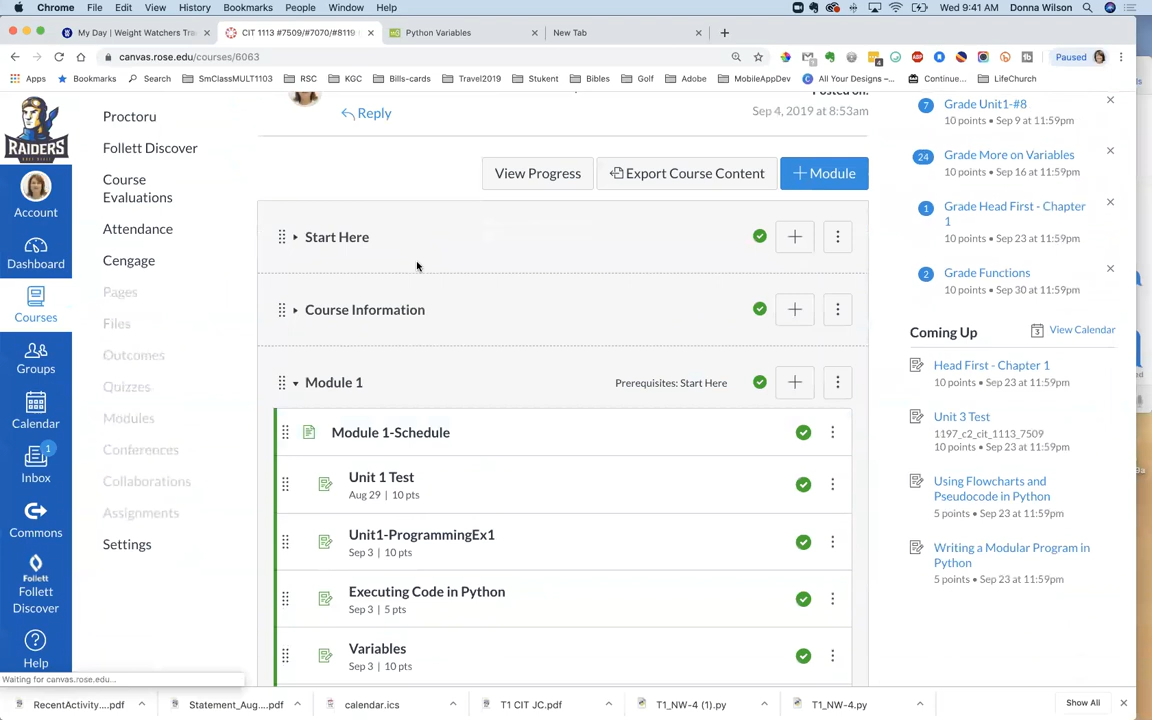 Chrome File Edit View History Bookmarks People Window Help
Wed 9:41 AM Donna Wilson
My Day | Weight Watchers Tra
CIT 1113 #7509/#7070/#8119
Python Variables
New Tab
canvas.rose.edu/courses/6063
Paused
Apps Bookmarks Search SmClassMULT1103 RSC KGC Bills-cards Travel2019 Stukent Bibles Golf Adobe MobileAppDev All Your Designs –... Continue... LifeChurch
RAIDERS
Account
Dashboard
Courses
Groups
Calendar
1
Inbox
Commons
Follett
Follett
Discover
Help
Proctoru
Follett Discover
Course
Evaluations
Attendance
Cengage
Pages
Files
Outcomes
Quizzes
Modules
Conferences
Collaborations
Assignments
Settings
Posted on:
Reply
Sep 4, 2019 at 8:53am
View Progress
Export Course Content
+ Module
Start Here
Course Information
Module 1
Prerequisites: Start Here
Module 1-Schedule
Unit 1 Test
Aug 29 | 10 pts
Unit1-ProgrammingEx1
Sep 3 | 10 pts
Executing Code in Python
Sep 3 | 5 pts
Variables
Sep 3 | 10 pts
7
Grade Unit1-#8
10 points • Sep 9 at 11:59pm
24
Grade More on Variables
10 points • Sep 16 at 11:59pm
1
Grade Head First - Chapter
1
10 points • Sep 23 at 11:59pm
2
Grade Functions
10 points • Sep 30 at 11:59pm
Coming Up
View Calendar
Head First - Chapter 1
10 points • Sep 23 at 11:59pm
Unit 3 Test
1197_c2_cit_1113_7509
10 points • Sep 23 at 11:59pm
Using Flowcharts and
Pseudocode in Python
5 points • Sep 23 at 11:59pm
Writing a Modular Program in
Python
5 points • Sep 23 at 11:59pm
Waiting for canvas.rose.edu...
RecentActivity....pdf
Statement_Aug....pdf
calendar.ics
T1 CIT JC.pdf
T1_NW-4 (1).py
T1_NW-4.py
Show All